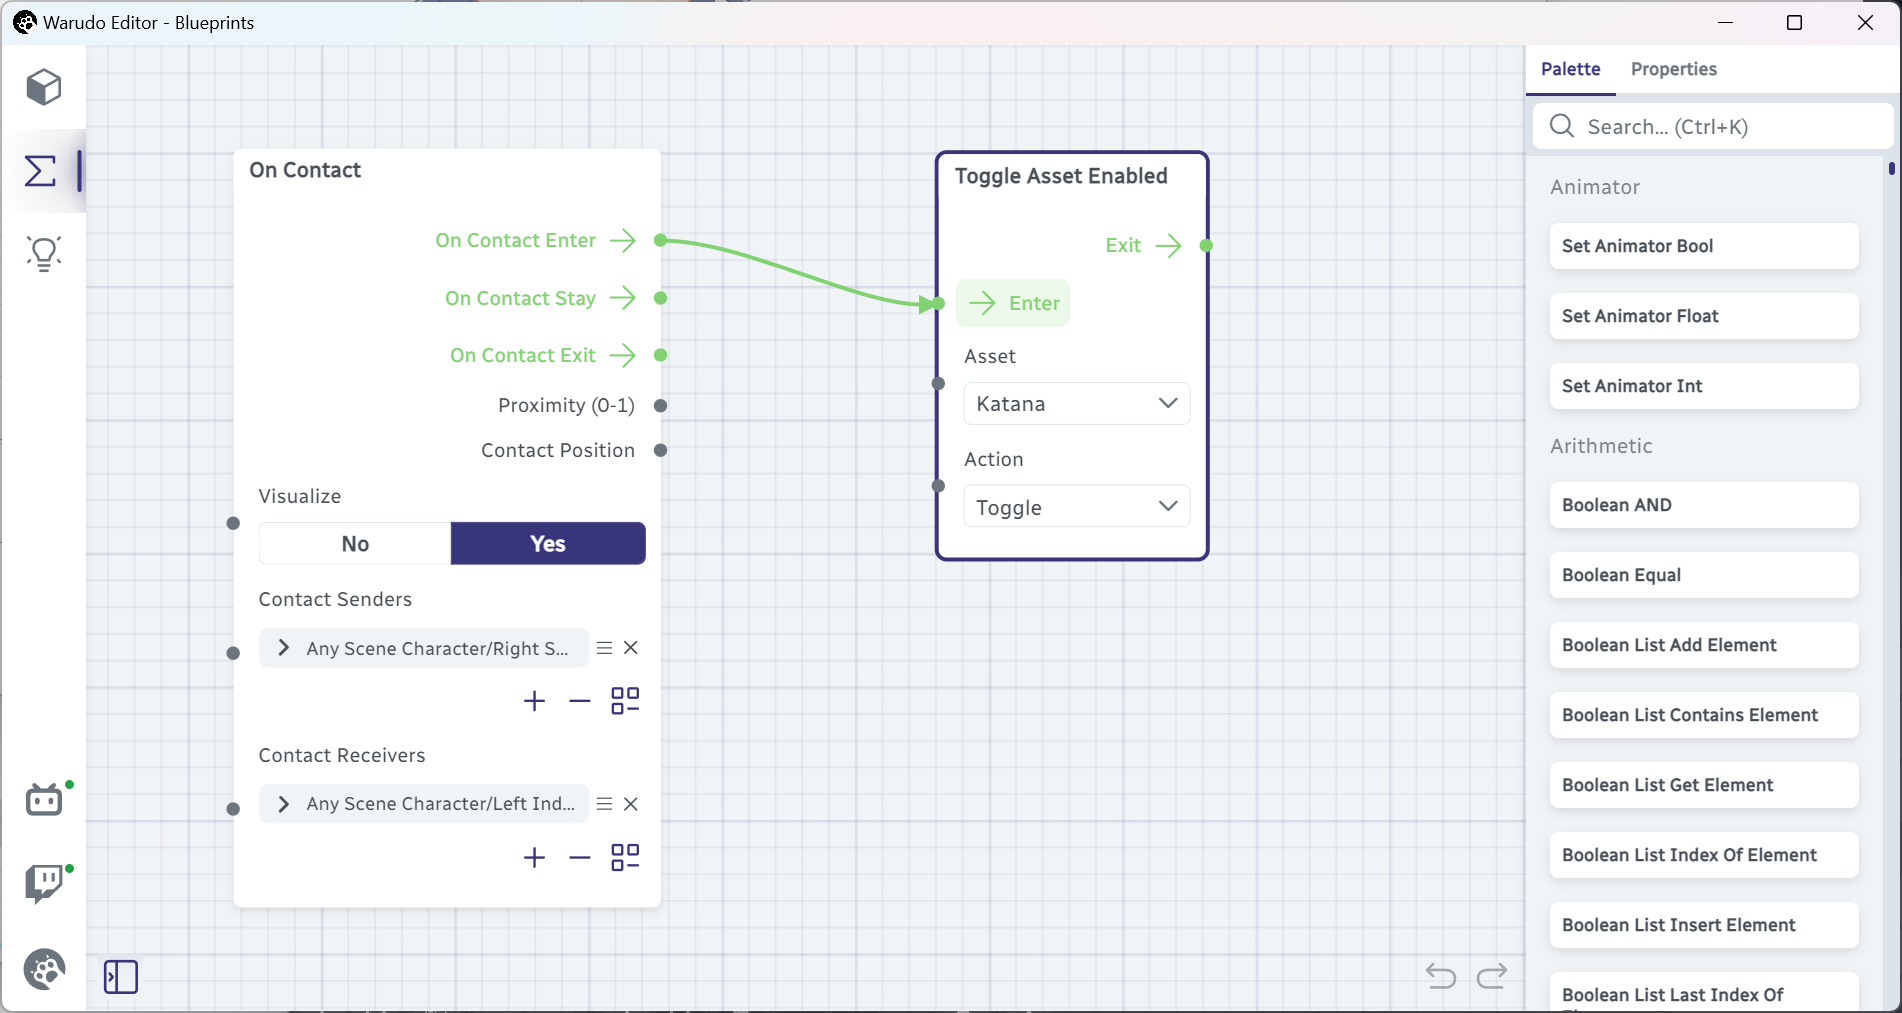 Warudo Editor - Blueprints
On Contact
On Contact Enter
On Contact Stay
On Contact Exit
Proximity (0-1)
Contact Position
Visualize
No
Yes
Contact Senders
Any Scene Character/Right S...
Contact Receivers
Any Scene Character/Left Ind...
Toggle Asset Enabled
Exit
Enter
Asset
Katana
Action
Toggle
Palette
Properties
Search... (Ctrl+K)
Animator
Set Animator Bool
Set Animator Float
Set Animator Int
Arithmetic
Boolean AND
Boolean Equal
Boolean List Add Element
Boolean List Contains Element
Boolean List Get Element
Boolean List Index Of Element
Boolean List Insert Element
Boolean List Last Index Of